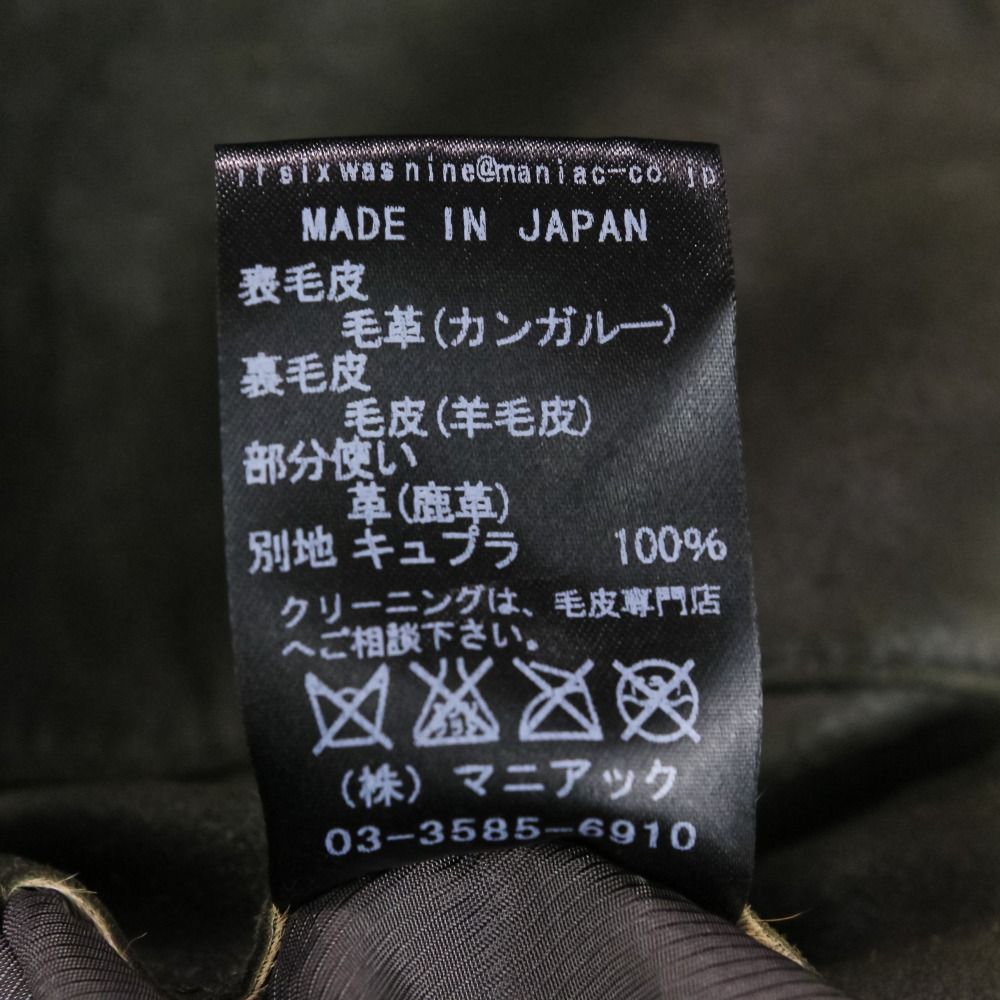 ifsixwasnine@maniac-co.jp
MADE IN JAPAN
表毛皮
毛革(カンガルー)
裏毛皮
毛皮(羊毛皮)
部分使い
革(鹿革)
別地 キュプラ 100%
クリーニングは、毛皮専門店
へご相談下さい。
(株) マニアック
03-3585-6910